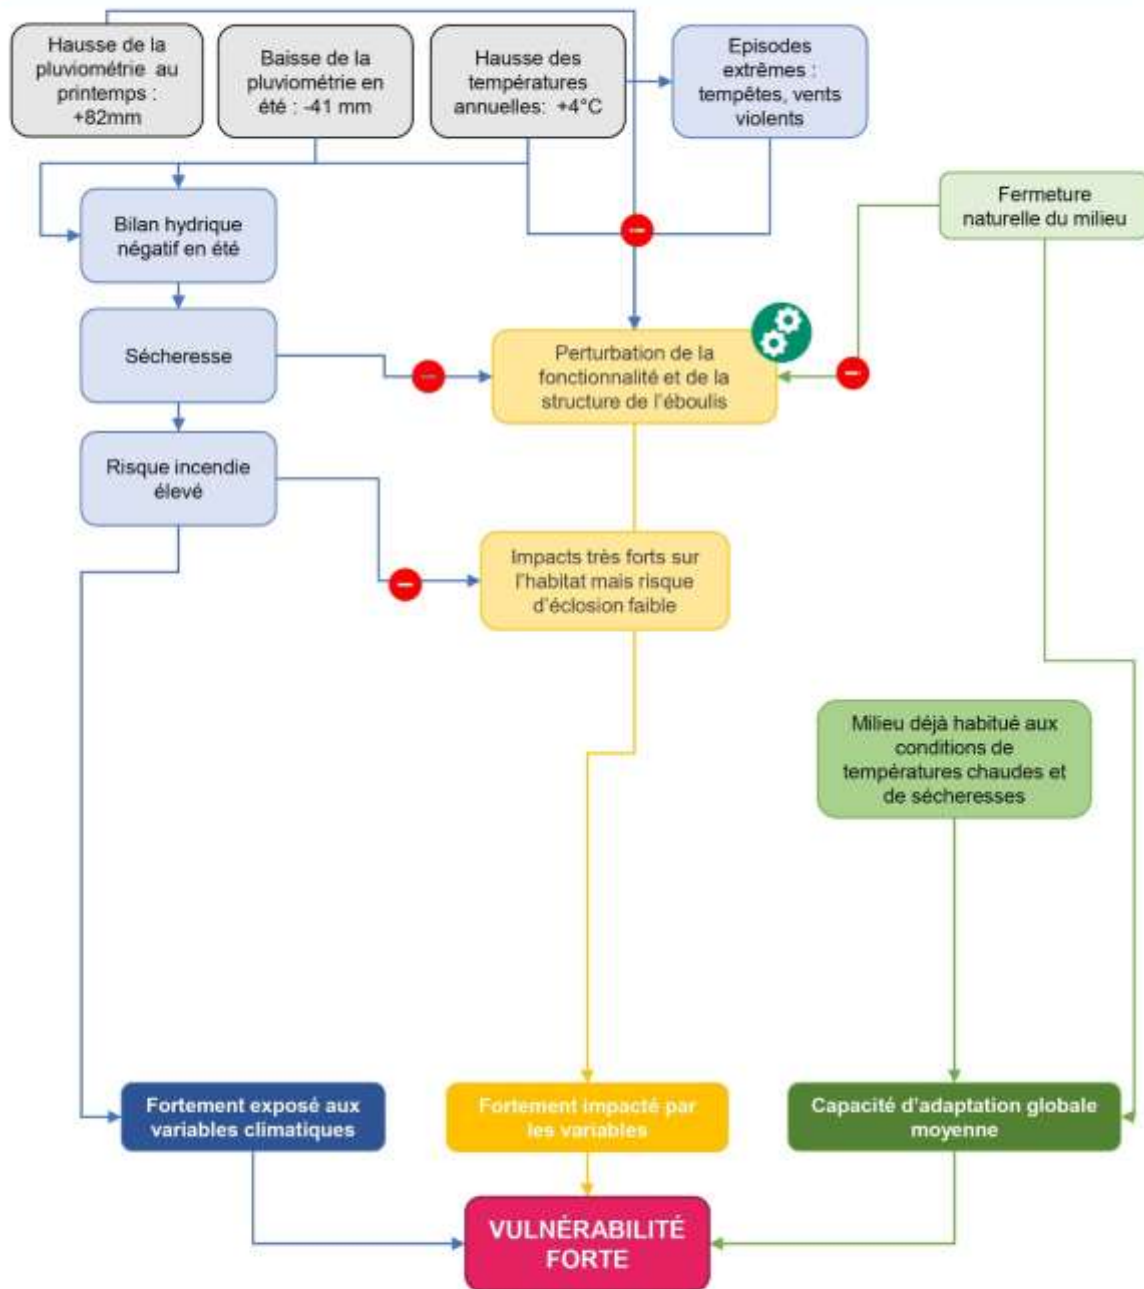 Hausse de la
pluviométrie au
printemps :
+82mm
Baisse de la
pluviométrie en
été : -41 mm
Hausse des
températures
annuelles: +4°C
Episodes
extrêmes :
tempêtes, vents
violents
Bilan hydrique
négatif en été
Fermeture
naturelle du milieu
Sécheresse
Perturbation de la
fonctionnalité et de la
structure de l'éboulis
Risque incendie
élevé
Impacts très forts sur
l'habitat mais risque
d'éclosion faible
Milieu déjà habitué aux
conditions de
températures chaudes et
de sécheresses
Fortement exposé aux
variables climatiques
Fortement impacté par
les variables
Capacité d'adaptation globale
moyenne
VULNÉRABILITÉ
FORTE